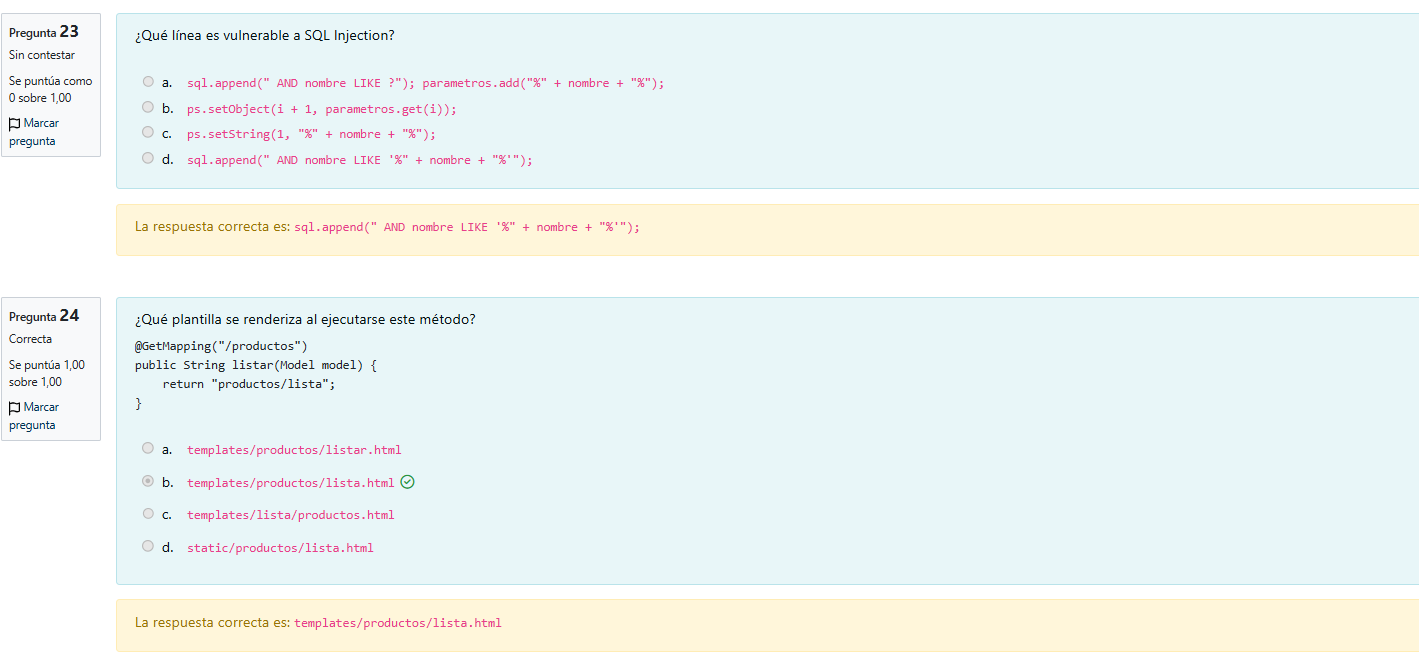 Pregunta 23
Sin contestar
Se puntúa como
0 sobre 1,00
Marcar
pregunta
¿Qué línea es vulnerable a SQL Injection?
a. sql.append(" AND nombre LIKE ?"); parametros.add("%" + nombre + "%");
b. ps.setObject(i + 1, parametros.get(i));
c. ps.setString(1, "%" + nombre + "%");
d. sql.append(" AND nombre LIKE '%" + nombre + "%'");
La respuesta correcta es: sql.append(" AND nombre LIKE '%" + nombre + "%'");
Pregunta 24
Correcta
Se puntúa 1,00
sobre 1,00
Marcar
pregunta
¿Qué plantilla se renderiza al ejecutarse este método?
@GetMapping("/productos")
public String listar(Model model) {
    return "productos/lista";
}
a. templates/productos/listar.html
b. templates/productos/lista.html
c. templates/lista/productos.html
d. static/productos/lista.html
La respuesta correcta es: templates/productos/lista.html